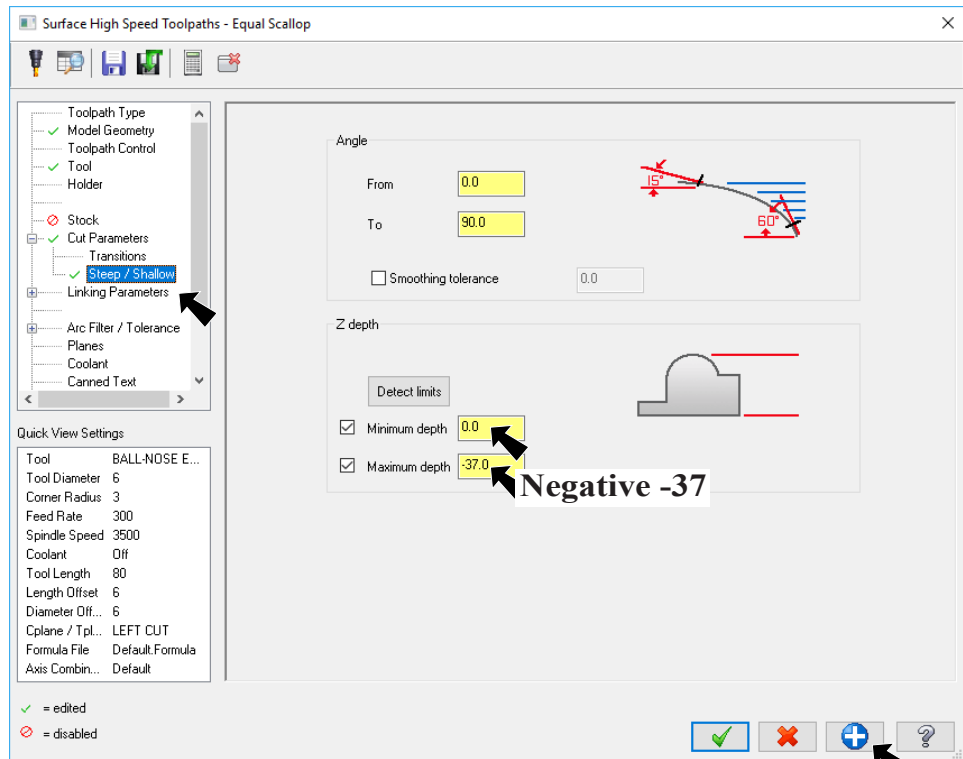 Surface High Speed Toolpaths - Equal Scallop
Toolpath Type
Model Geometry
Toolpath Control
Tool
Holder
Stock
Cut Parameters
Transitions
Steep / Shallow
Linking Parameters
Arc Filter / Tolerance
Planes
Coolant
Canned Text
Quick View Settings
Tool BALL-NOSE E...
Tool Diameter 6
Corner Radius 3
Feed Rate 300
Spindle Speed 3500
Coolant Off
Tool Length 80
Length Offset 6
Diameter Off... 6
Cplane / Tpl... LEFT CUT
Formula File Default.Formula
Axis Combin... Default
✓ = edited
= disabled
Angle
From 0.0
To 90.0
15°
60°
Smoothing tolerance 0.0
Z depth
Detect limits
Minimum depth 0.0
Maximum depth -37.0
Negative -37
?